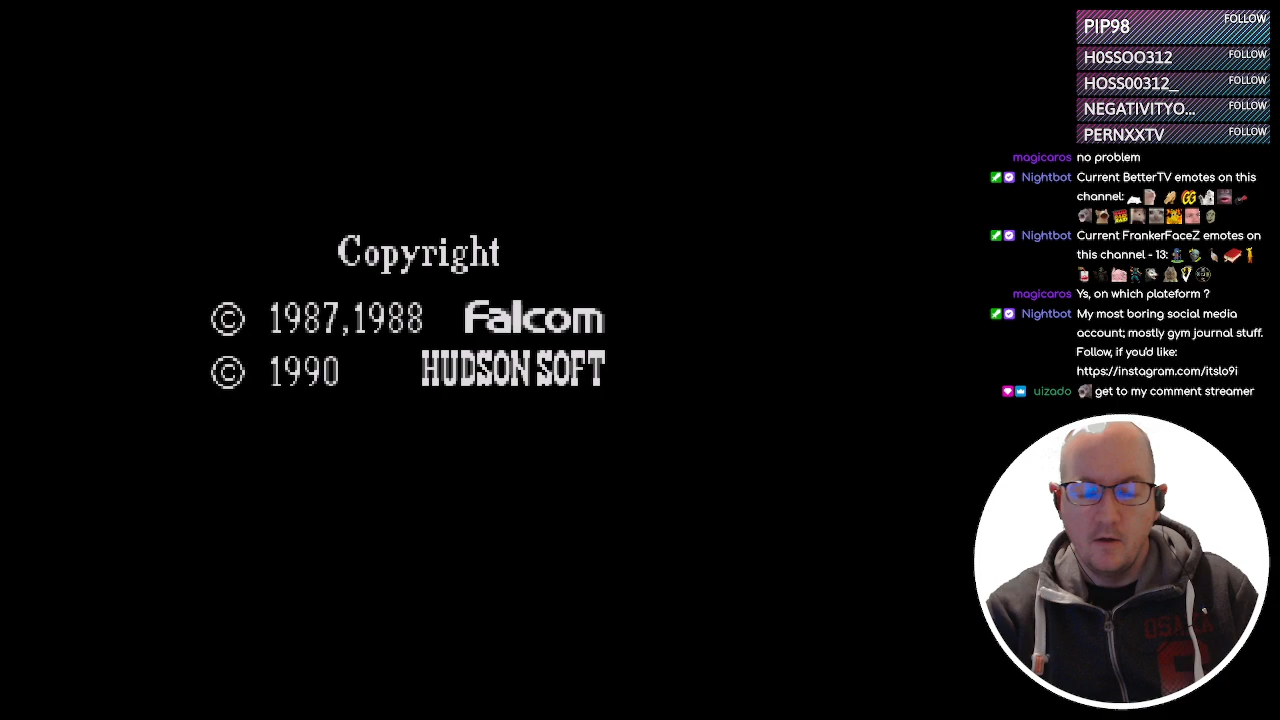 Copyright
© 1987,1988 Falcom
© 1990 HUDSON SOFT
PIP98 FOLLOW
H0SSOO312 FOLLOW
HOSS00312_ FOLLOW
NEGATIVITYO... FOLLOW
PERNXXTV FOLLOW
magicaros no problem
Nightbot Current BetterTV emotes on this
channel:
Nightbot Current FrankerFaceZ emotes on
this channel - 13:
magicaros Ys, on which plateform ?
Nightbot My most boring social media
account; mostly gym journal stuff.
Follow, if you'd like:
https://instagram.com/itslo9i
uizado get to my comment streamer
OSAKA